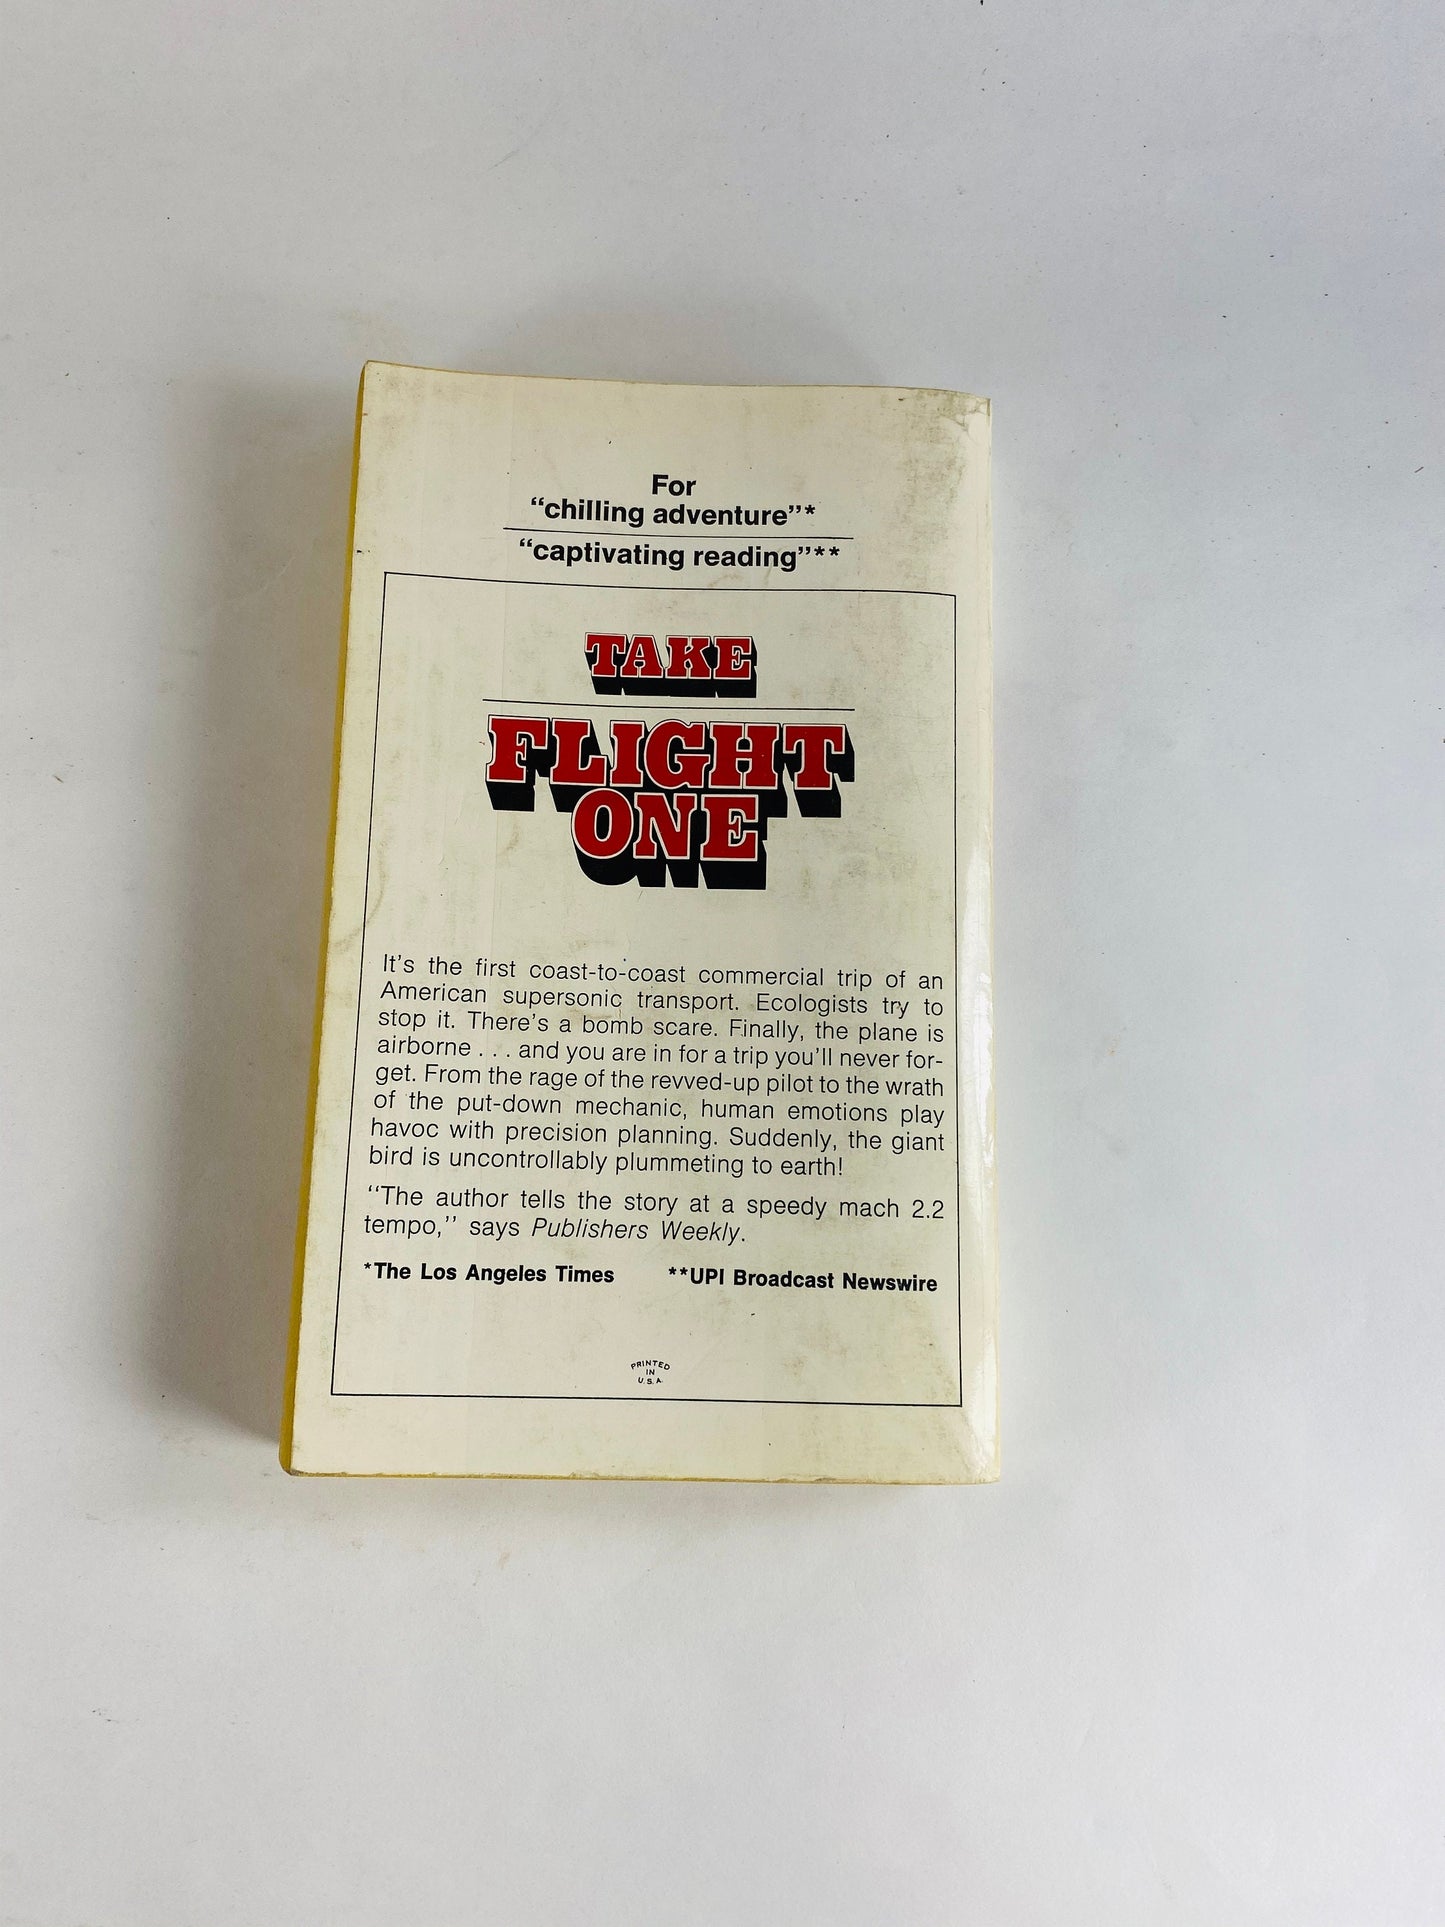 For
“chilling adventure”*
“captivating reading”**
TAKE
FLIGHT
ONE
It's the first coast-to-coast commercial trip of an
American supersonic transport. Ecologists try to
stop it. There's a bomb scare. Finally, the plane is
airborne . . . and you are in for a trip you'll never for-
get. From the rage of the revved-up pilot to the wrath
of the put-down mechanic, human emotions play
havoc with precision planning. Suddenly, the giant
bird is uncontrollably plummeting to earth!
“The author tells the story at a speedy mach 2.2
tempo,” says Publishers Weekly.
*The Los Angeles Times **UPI Broadcast Newswire
PRINTED
IN
U.S.A.